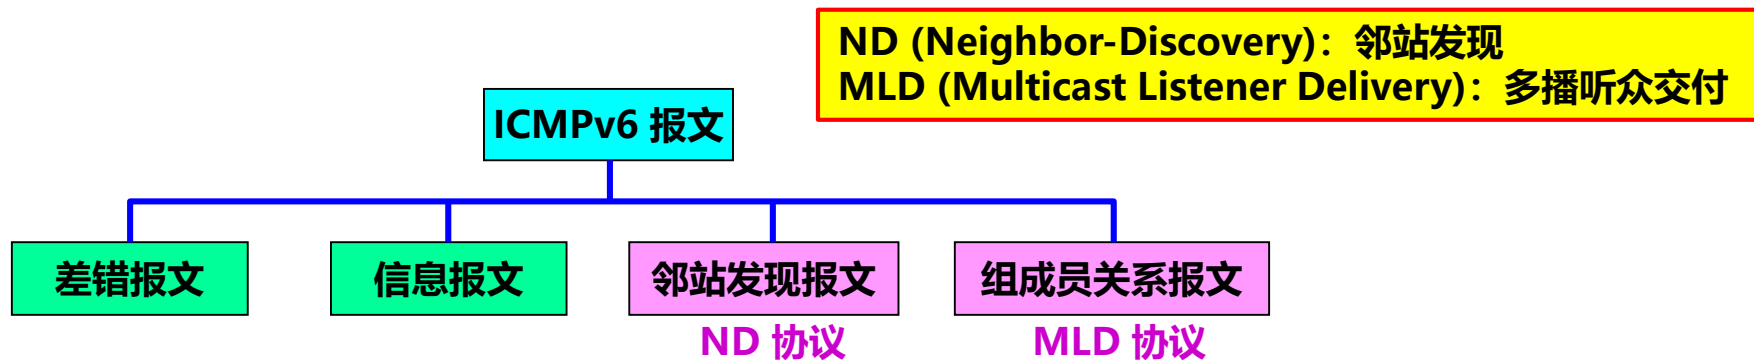 ND (Neighbor-Discovery)：邻站发现
MLD (Multicast Listener Delivery)：多播听众交付
ICMPv6 报文
差错报文
信息报文
邻站发现报文
组成员关系报文
ND 协议
MLD 协议